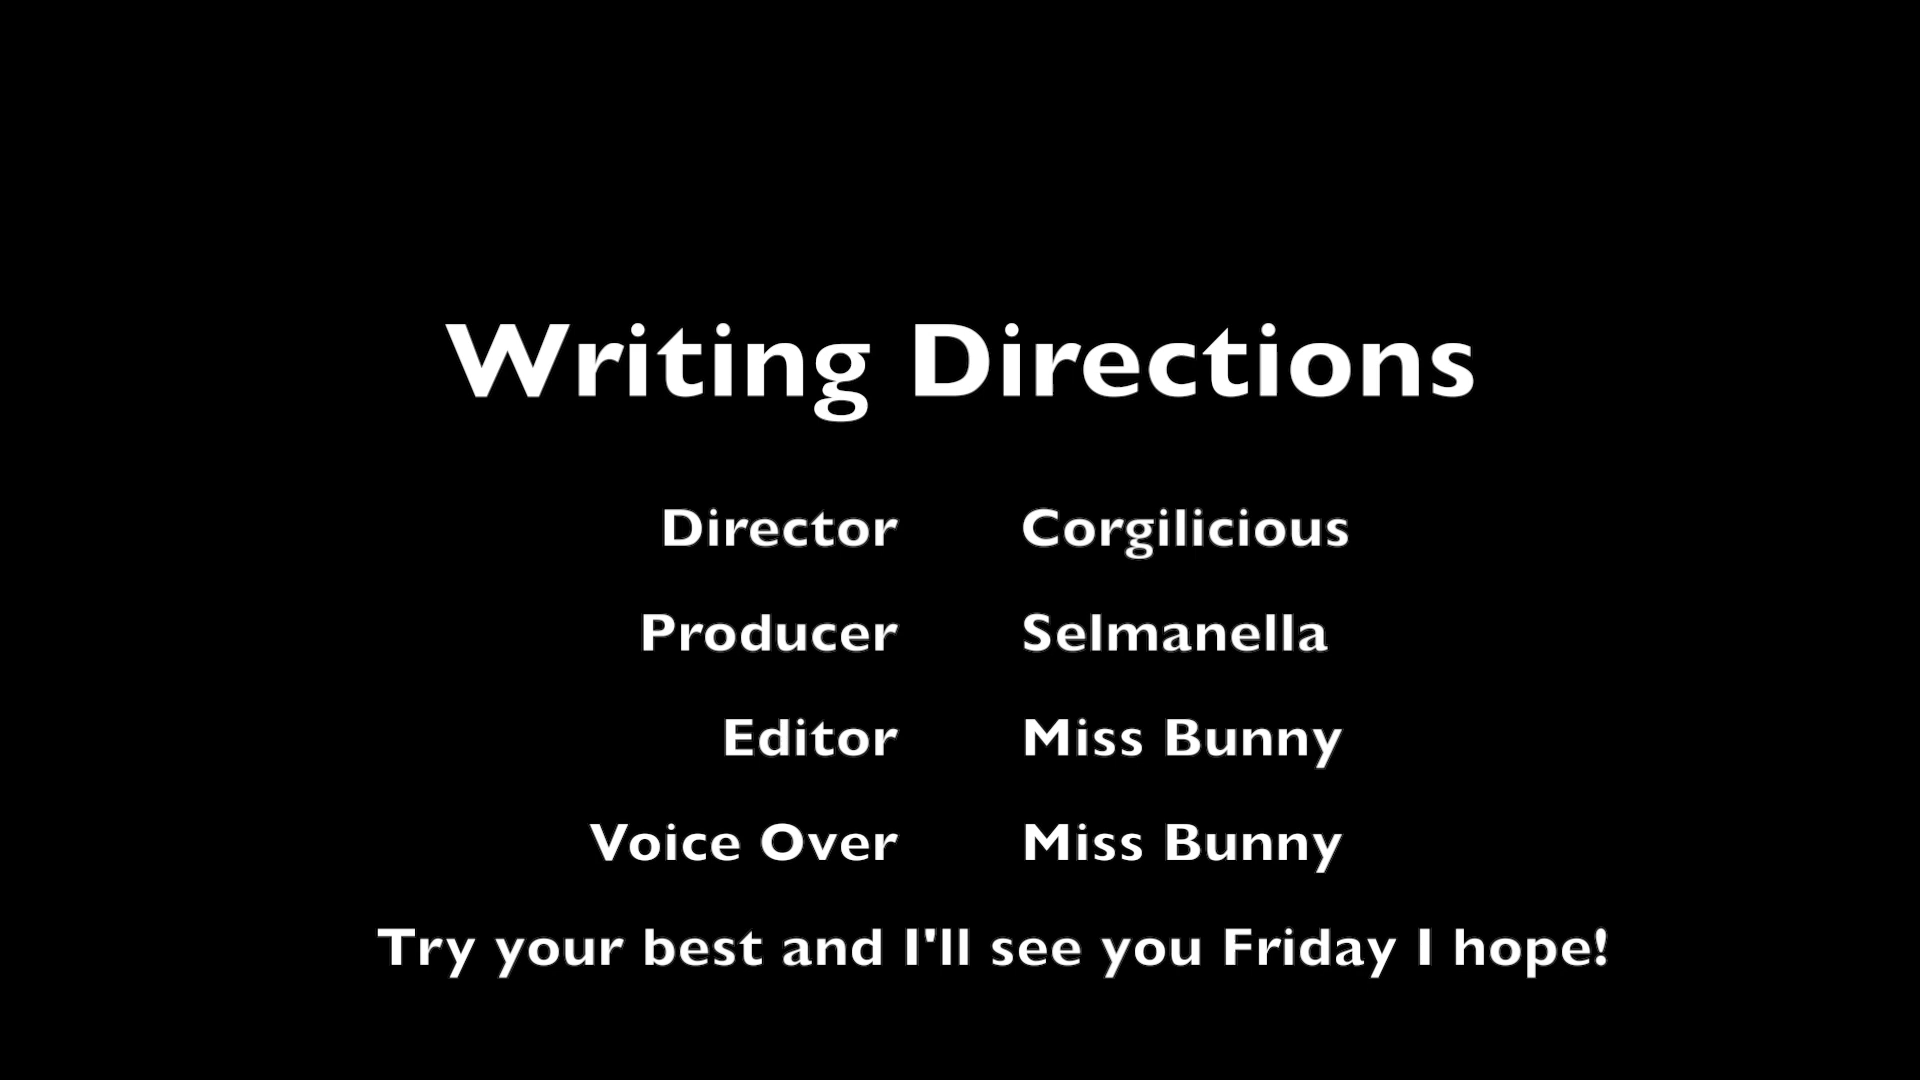 Writing Directions
Director Corgilicious
Producer Selmanella
Editor Miss Bunny
Voice Over Miss Bunny
Try your best and I'll see you Friday I hope!